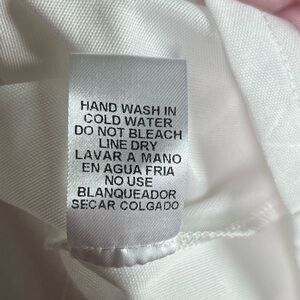 HAND WASH IN
COLD WATER
DO NOT BLEACH
LINE DRY
LAVAR A MANO
EN AGUA FRIA
NO USE
BLANQUEADOR
SECAR COLGADO